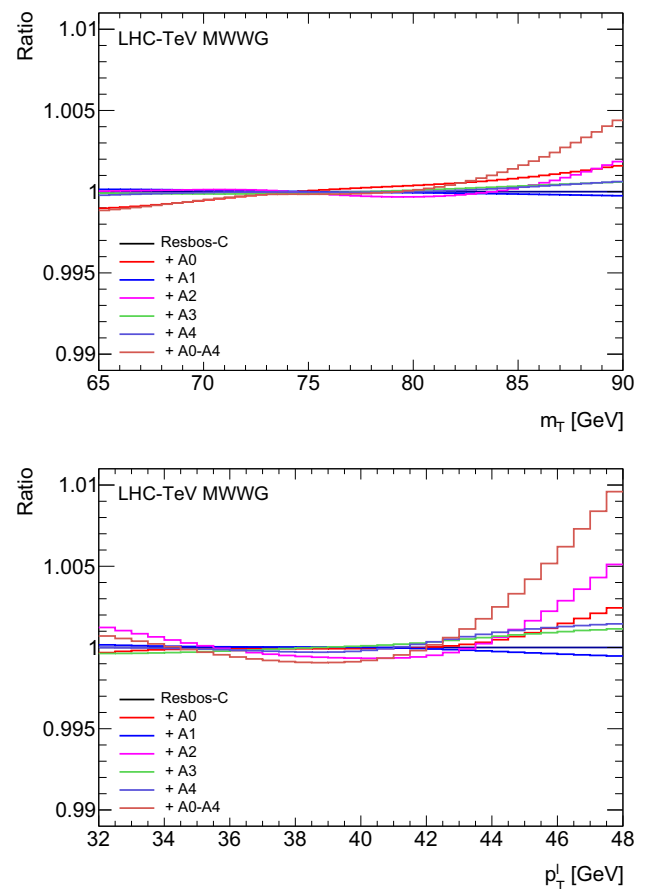 Ratio
1.01
LHC-TeV MWWG
1.005
1
0.995
0.99
Resbos-C
+ A0
+ A1
+ A2
+ A3
+ A4
+ A0-A4
65 70 75 80 85 90
m_T [GeV]
Ratio
1.01
LHC-TeV MWWG
1.005
1
0.995
0.99
Resbos-C
+ A0
+ A1
+ A2
+ A3
+ A4
+ A0-A4
32 34 36 38 40 42 44 46 48
p_T^l [GeV]